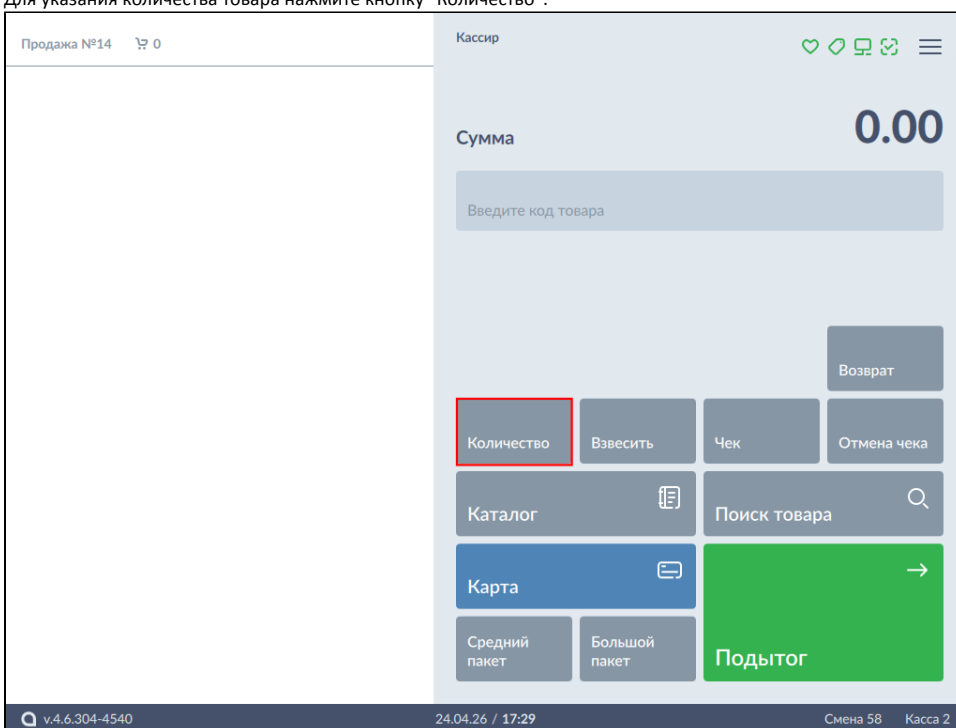 Для указания количества товара нажмите кнопку "Количество".
Продажа №14 0
Кассир
Сумма 0.00
Введите код товара
Возврат
Количество Взвесить Чек Отмена чека
Каталог Поиск товара
Карта
Средний пакет
Большой пакет
Подытог
v.4.6.304-4540 24.04.26 / 17:29 Смена 58 Касса 2